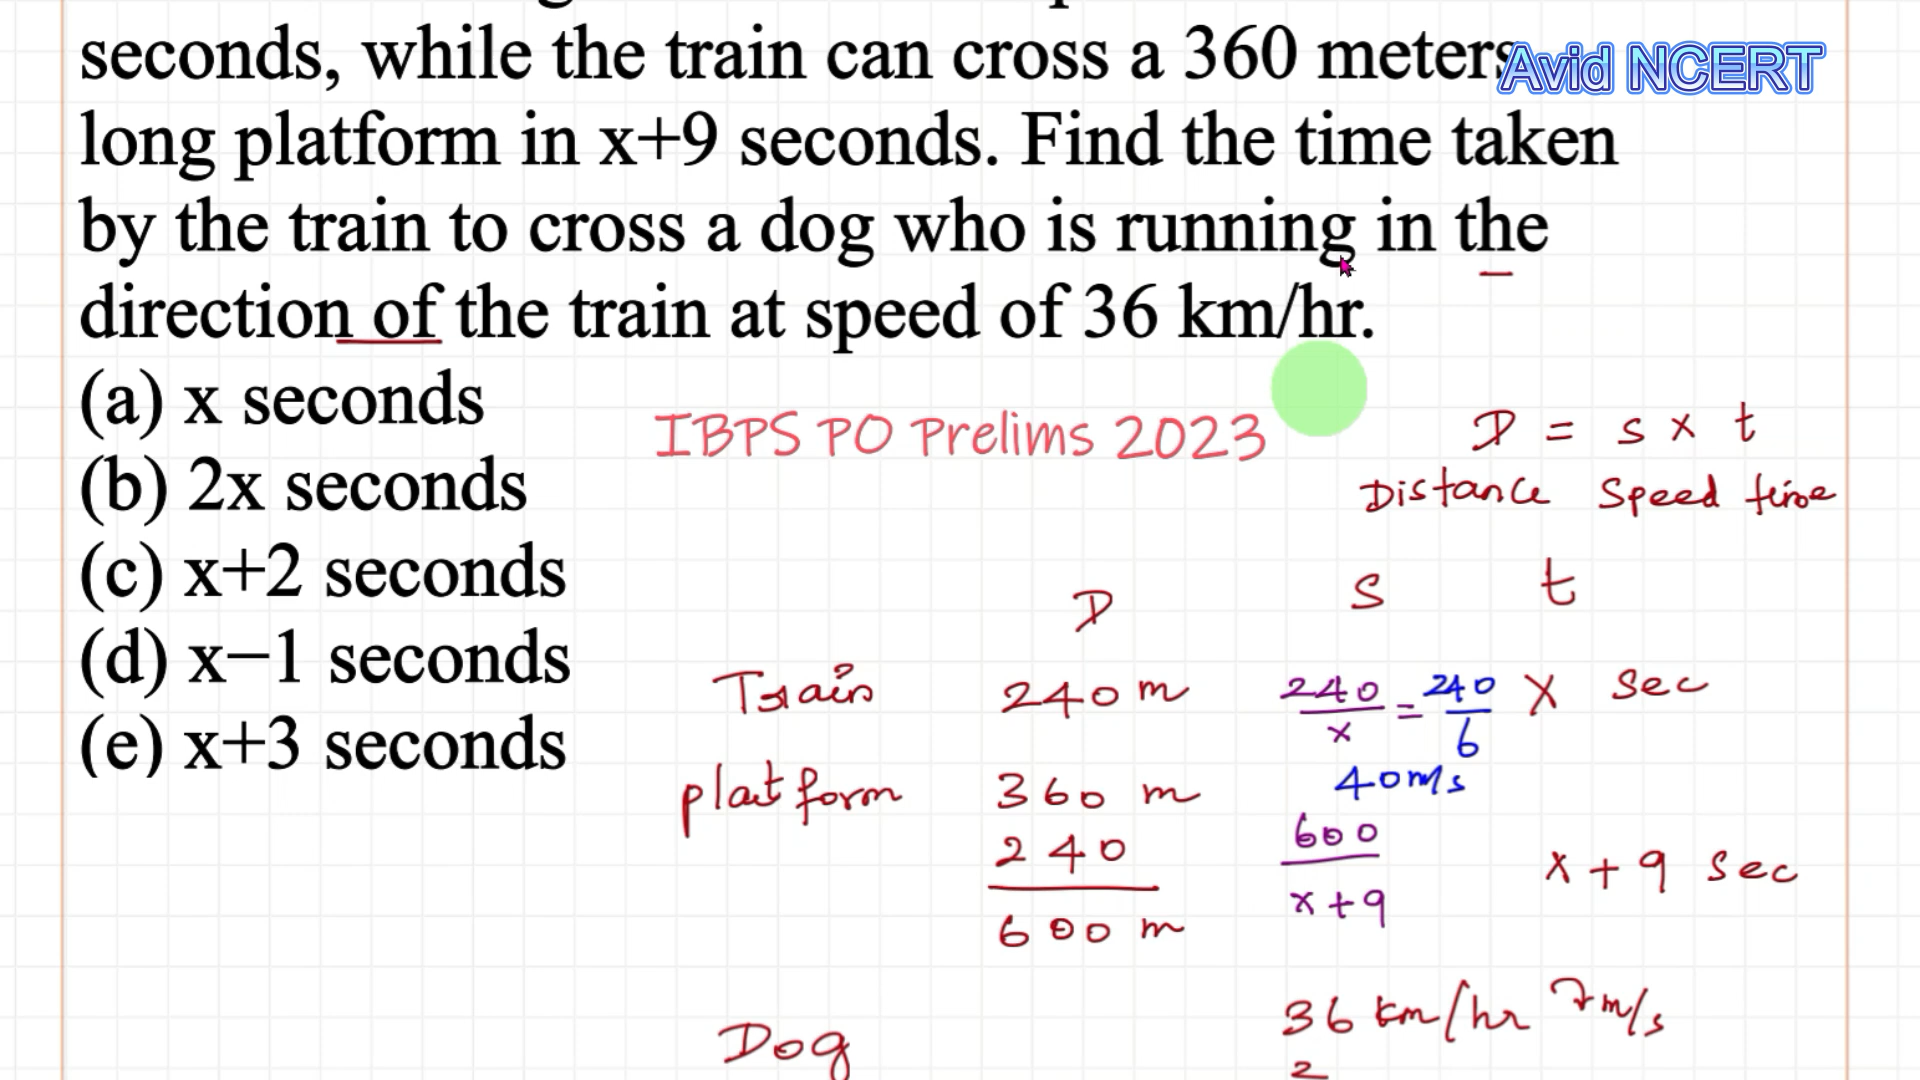 seconds, while the train can cross a 360 meters
Avid NCERT
long platform in x+9 seconds. Find the time taken
by the train to cross a dog who is running in the
direction of the train at speed of 36 km/hr.
(a) x seconds
(b) 2x seconds
(c) x+2 seconds
(d) x−1 seconds
(e) x+3 seconds
IBPS PO Prelims 2023
D = s x t
Distance Speed time
D S t
Train 240 m 240/x = 240/6 x sec
40 m/s
platform 360 m
240 600/x+9 x+9 sec
600 m
36 km/hr ? m/s
Dog